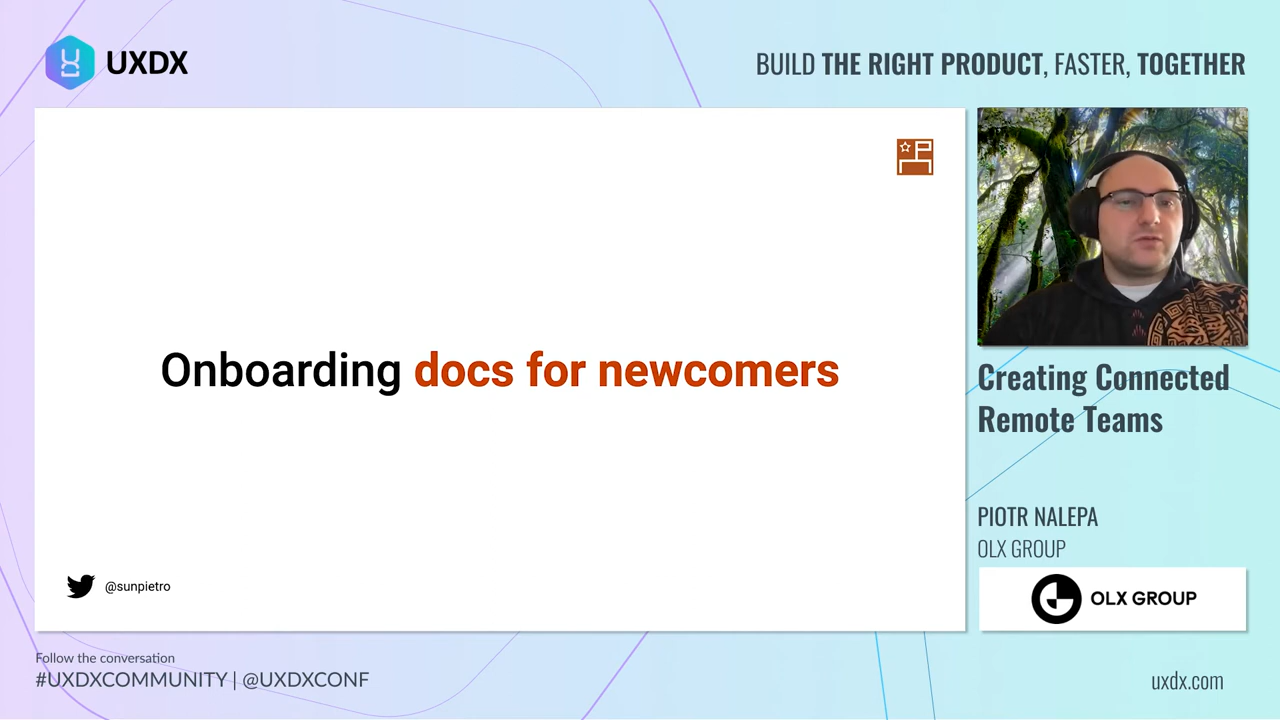 UXDX
BUILD THE RIGHT PRODUCT, FASTER, TOGETHER
Onboarding docs for newcomers
@sunpietro
Creating Connected
Remote Teams
PIOTR NALEPA
OLX GROUP
OLX GROUP
Follow the conversation
#UXDXCOMMUNITY | @UXDXCONF
uxdx.com